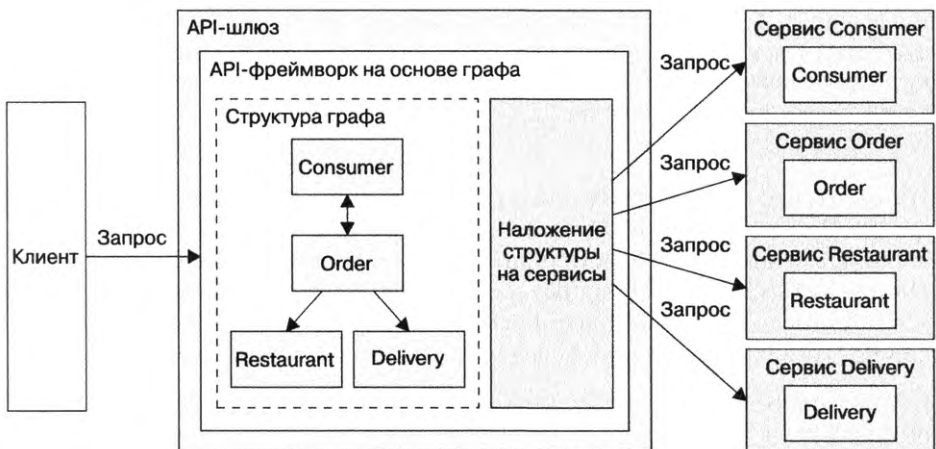 API-шлюз
API-фреймворк на основе графа
Структура графа
Consumer
Order
Restaurant
Delivery
Клиент
Запрос
Наложение
структуры
на сервисы
Запрос
Запрос
Запрос
Запрос
Сервис Consumer
Consumer
Сервис Order
Order
Сервис Restaurant
Restaurant
Сервис Delivery
Delivery